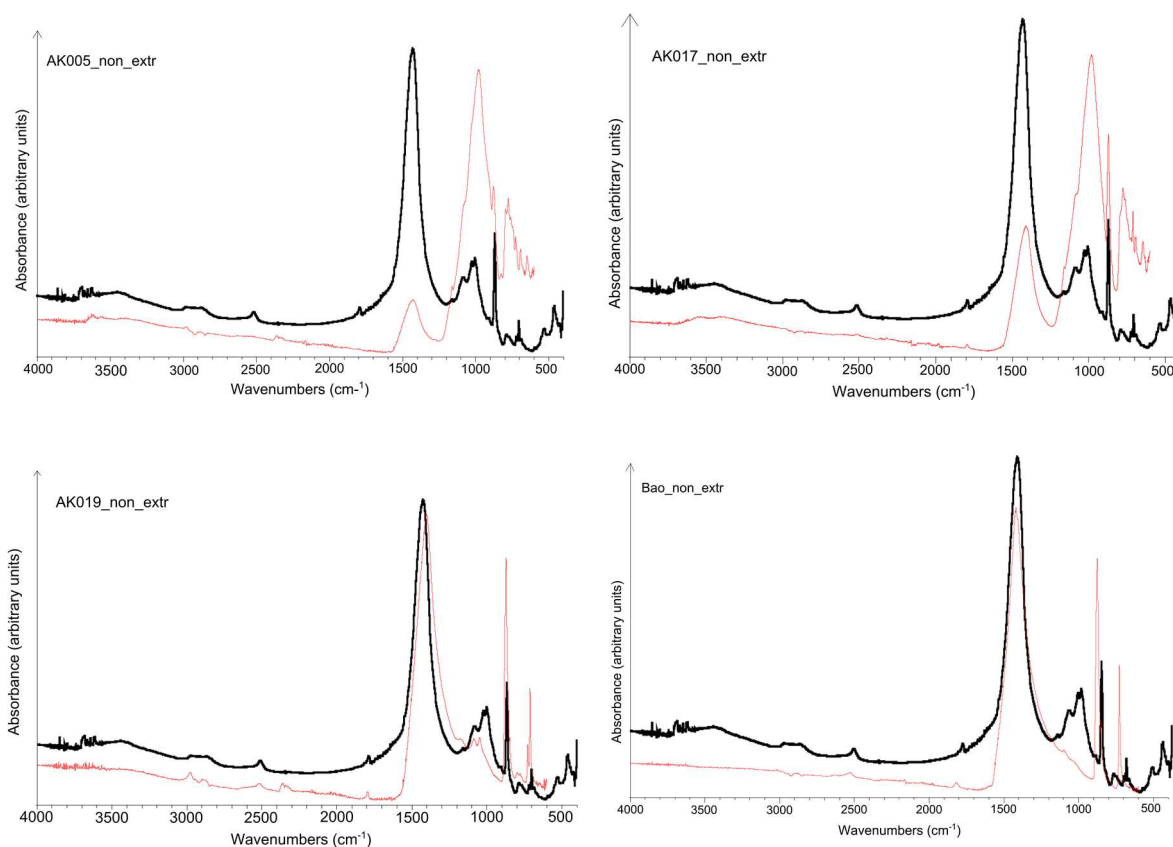 AK005_non_extr
Absorbance (arbitrary units)
4000 3500 3000 2500 2000 1500 1000 500
Wavenumbers (cm-¹)
AK017_non_extr
Absorbance (arbitrary units)
4000 3500 3000 2500 2000 1500 1000 500
Wavenumbers (cm⁻¹)
AK019_non_extr
Absorbance (arbitrary units)
4000 3500 3000 2500 2000 1500 1000 500
Wavenumbers (cm⁻¹)
Bao_non_extr
Absorbance (arbitrary units)
4000 3500 3000 2500 2000 1500 1000 500
Wavenumbers (cm⁻¹)